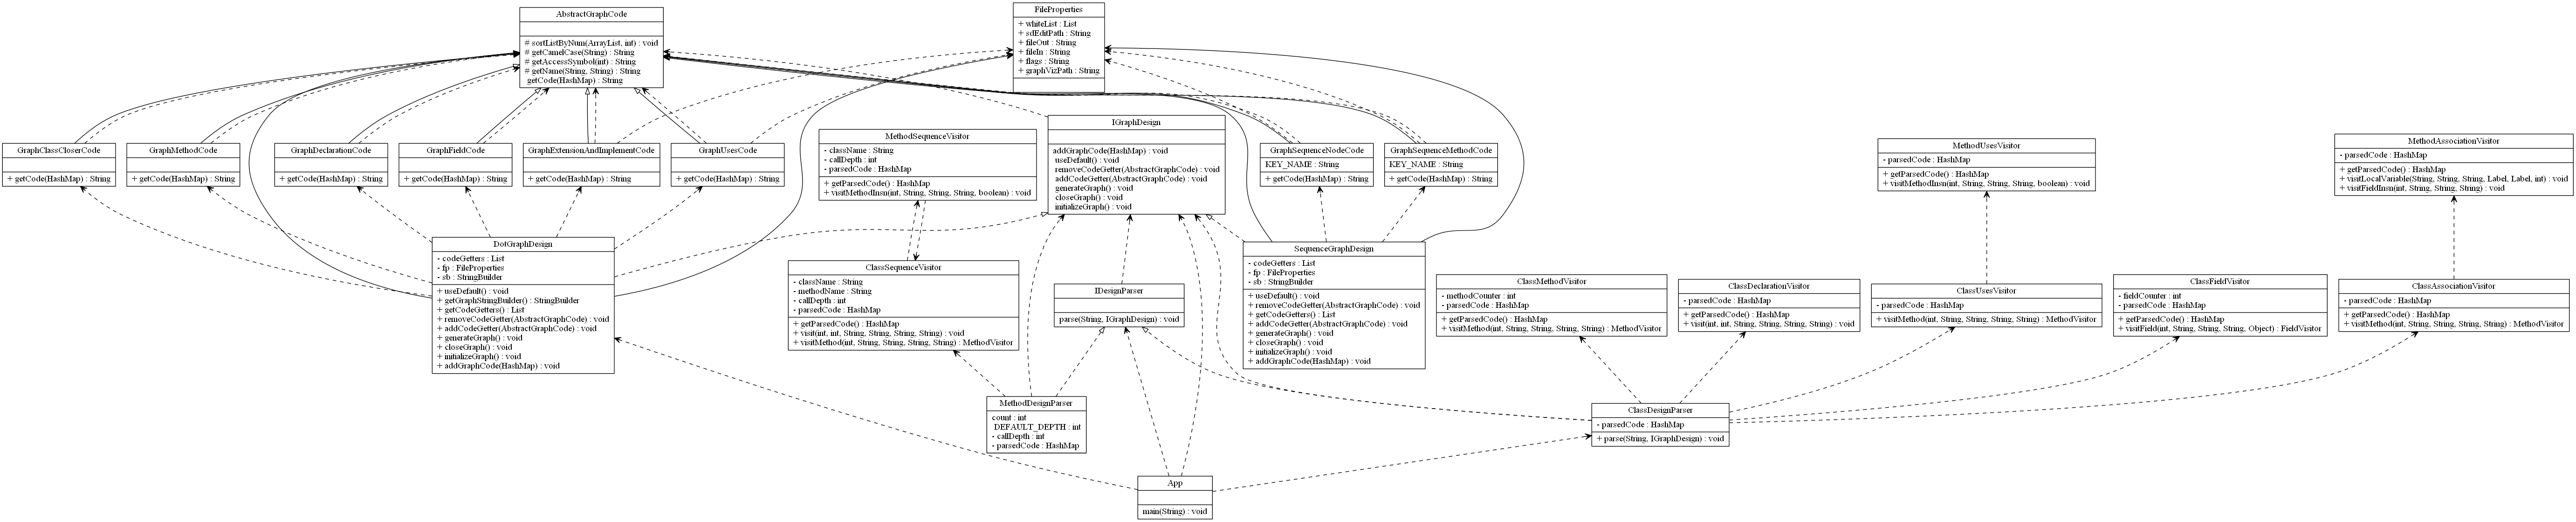 AbstractGraphCode
# sortListByNum(ArrayList, int) : void
# getCamelCase(String) : String
# getAccessSymbol(int) : String
# getName(String, String) : String
getCode(HashMap) : String
FileProperties
+ whiteList : List
+ sdEditPath : String
+ fileOut : String
+ fileIn : String
+ flags : String
+ graphVizPath : String
GraphClassCloserCode
+ getCode(HashMap) : String
GraphMethodCode
+ getCode(HashMap) : String
GraphDeclarationCode
+ getCode(HashMap) : String
GraphFieldCode
+ getCode(HashMap) : String
GraphExtensionAndImplementCode
+ getCode(HashMap) : String
GraphUsesCode
+ getCode(HashMap) : String
MethodSequenceVisitor
- className : String
- callDepth : int
- parsedCode : HashMap
+ getParsedCode() : HashMap
+ visitMethodInsn(int, String, String, String, boolean) : void
IGraphDesign
addGraphCode(HashMap) : void
useDefault() : void
removeCodeGetter(AbstractGraphCode) : void
addCodeGetter(AbstractGraphCode) : void
generateGraph() : void
closeGraph() : void
initializeGraph() : void
GraphSequenceNodeCode
KEY_NAME : String
+ getCode(HashMap) : String
GraphSequenceMethodCode
KEY_NAME : String
+ getCode(HashMap) : String
MethodUsesVisitor
- parsedCode : HashMap
+ getParsedCode() : HashMap
+ visitMethodInsn(int, String, String, String, boolean) : void
MethodAssociationVisitor
- parsedCode : HashMap
+ getParsedCode() : HashMap
+ visitLocalVariable(String, String, String, Label, Label, int) : void
+ visitFieldInsn(int, String, String, String) : void
DotGraphDesign
- codeGetters : List
- fp : FileProperties
- sb : StringBuilder
+ useDefault() : void
+ getGraphStringBuilder() : StringBuilder
+ getCodeGetters() : List
+ removeCodeGetter(AbstractGraphCode) : void
+ addCodeGetter(AbstractGraphCode) : void
+ generateGraph() : void
+ closeGraph() : void
+ initializeGraph() : void
+ addGraphCode(HashMap) : void
ClassSequenceVisitor
- className : String
- methodName : String
- callDepth : int
- parsedCode : HashMap
+ getParsedCode() : HashMap
+ visit(int, int, String, String, String, String) : void
+ visitMethod(int, String, String, String, String) : MethodVisitor
IDesignParser
parse(String, IGraphDesign) : void
SequenceGraphDesign
- codeGetters : List
- fp : FileProperties
- sb : StringBuilder
+ useDefault() : void
+ removeCodeGetter(AbstractGraphCode) : void
+ getCodeGetters() : List
+ addCodeGetter(AbstractGraphCode) : void
+ generateGraph() : void
+ closeGraph() : void
+ initializeGraph() : void
+ addGraphCode(HashMap) : void
ClassMethodVisitor
- methodCounter : int
- parsedCode : HashMap
+ getParsedCode() : HashMap
+ visitMethod(int, String, String, String, String) : MethodVisitor
ClassDeclarationVisitor
- parsedCode : HashMap
+ getParsedCode() : HashMap
+ visit(int, int, String, String, String, String) : void
ClassUsesVisitor
- parsedCode : HashMap
+ visitMethod(int, String, String, String, String) : MethodVisitor
ClassFieldVisitor
- fieldCounter : int
- parsedCode : HashMap
+ getParsedCode() : HashMap
+ visitField(int, String, String, String, Object) : FieldVisitor
ClassAssociationVisitor
- parsedCode : HashMap
+ getParsedCode() : HashMap
+ visitMethod(int, String, String, String, String) : MethodVisitor
MethodDesignParser
count : int
DEFAULT_DEPTH : int
- callDepth : int
- parsedCode : HashMap
ClassDesignParser
- parsedCode : HashMap
+ parse(String, IGraphDesign) : void
App
main(String) : void